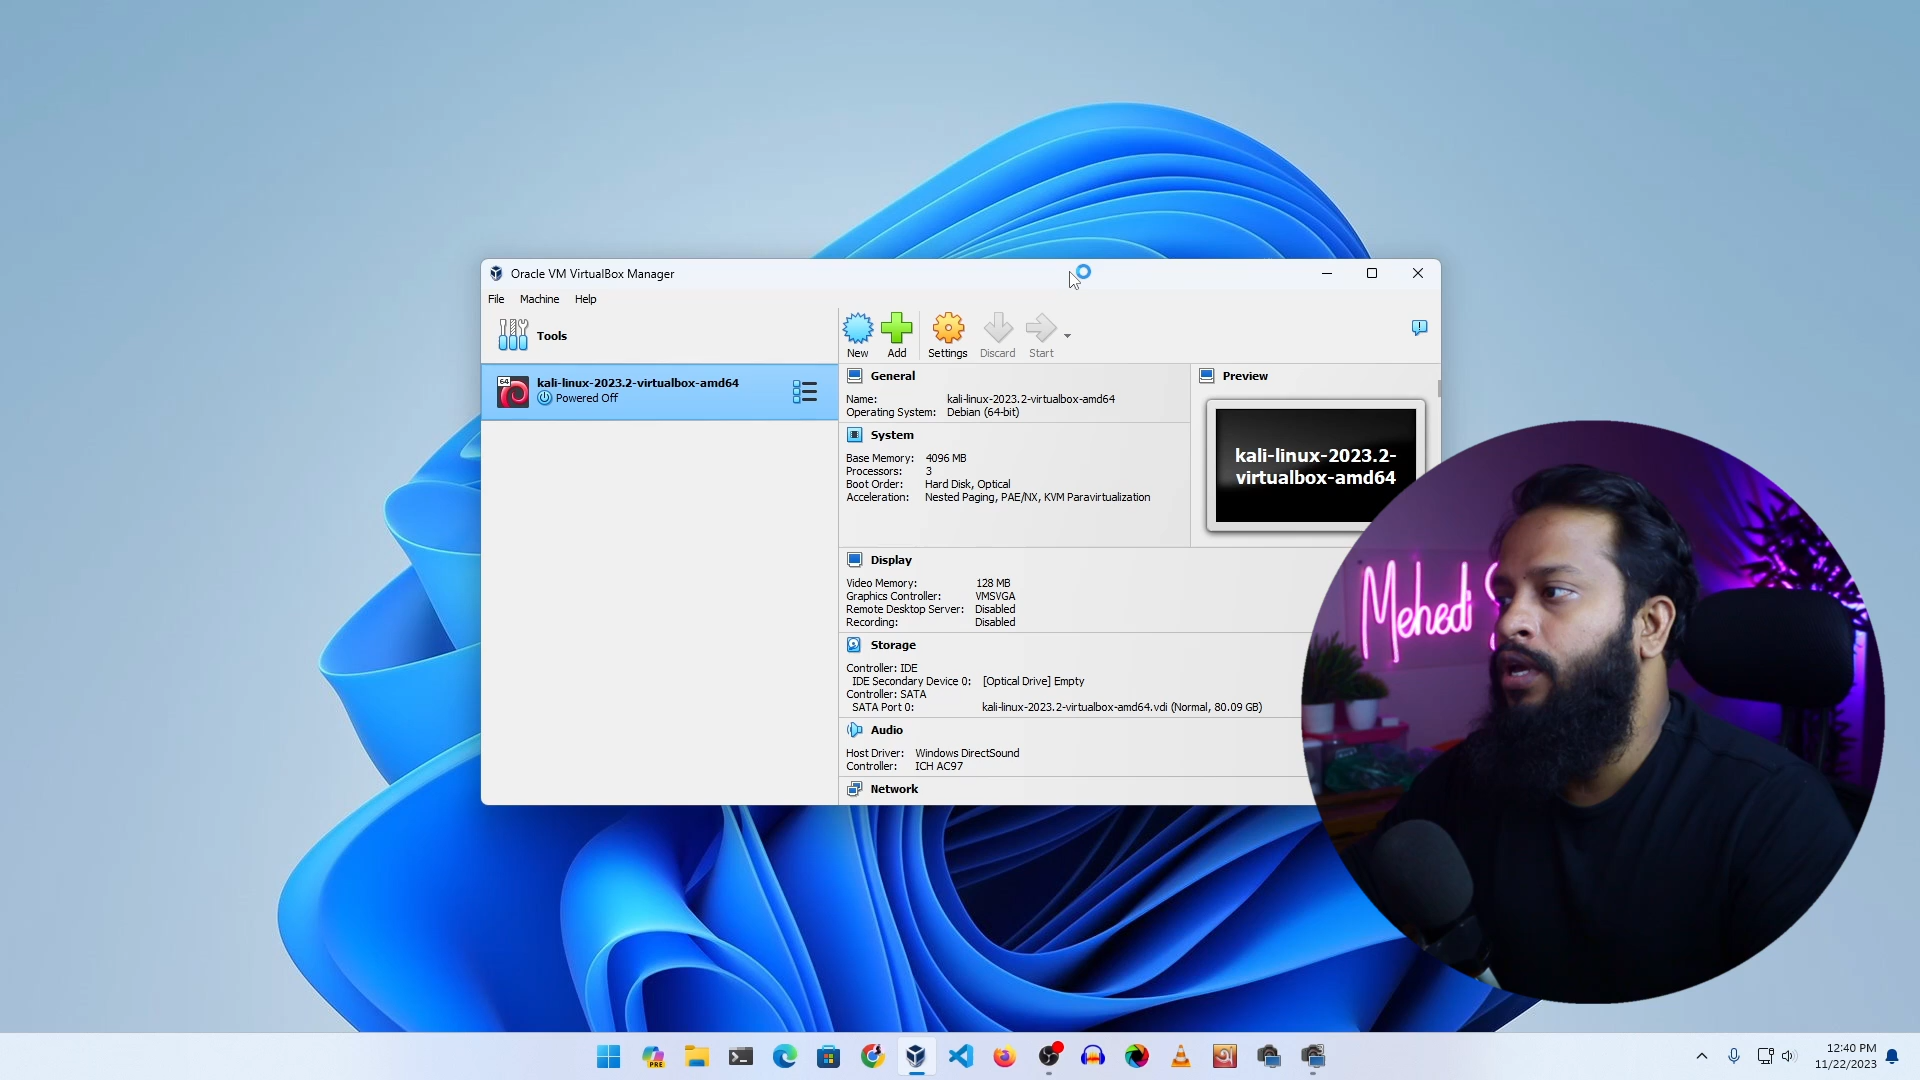 Oracle VM VirtualBox Manager
File Machine Help
Tools
New Add Settings Discard Start
64 kali-linux-2023.2-virtualbox-amd64
Powered Off
General
Name: kali-linux-2023.2-virtualbox-amd64
Operating System: Debian (64-bit)
System
Base Memory: 4096 MB
Processors: 3
Boot Order: Hard Disk, Optical
Acceleration: Nested Paging, PAE/NX, KVM Paravirtualization
Preview
kali-linux-2023.2-
virtualbox-amd64
Display
Video Memory: 128 MB
Graphics Controller: VMSVGA
Remote Desktop Server: Disabled
Recording: Disabled
Storage
Controller: IDE
IDE Secondary Device 0: [Optical Drive] Empty
Controller: SATA
SATA Port 0: kali-linux-2023.2-virtualbox-amd64.vdi (Normal, 80.09 GB)
Audio
Host Driver: Windows DirectSound
Controller: ICH AC97
Network
Mehedi
PRE
12:40 PM
11/22/2023